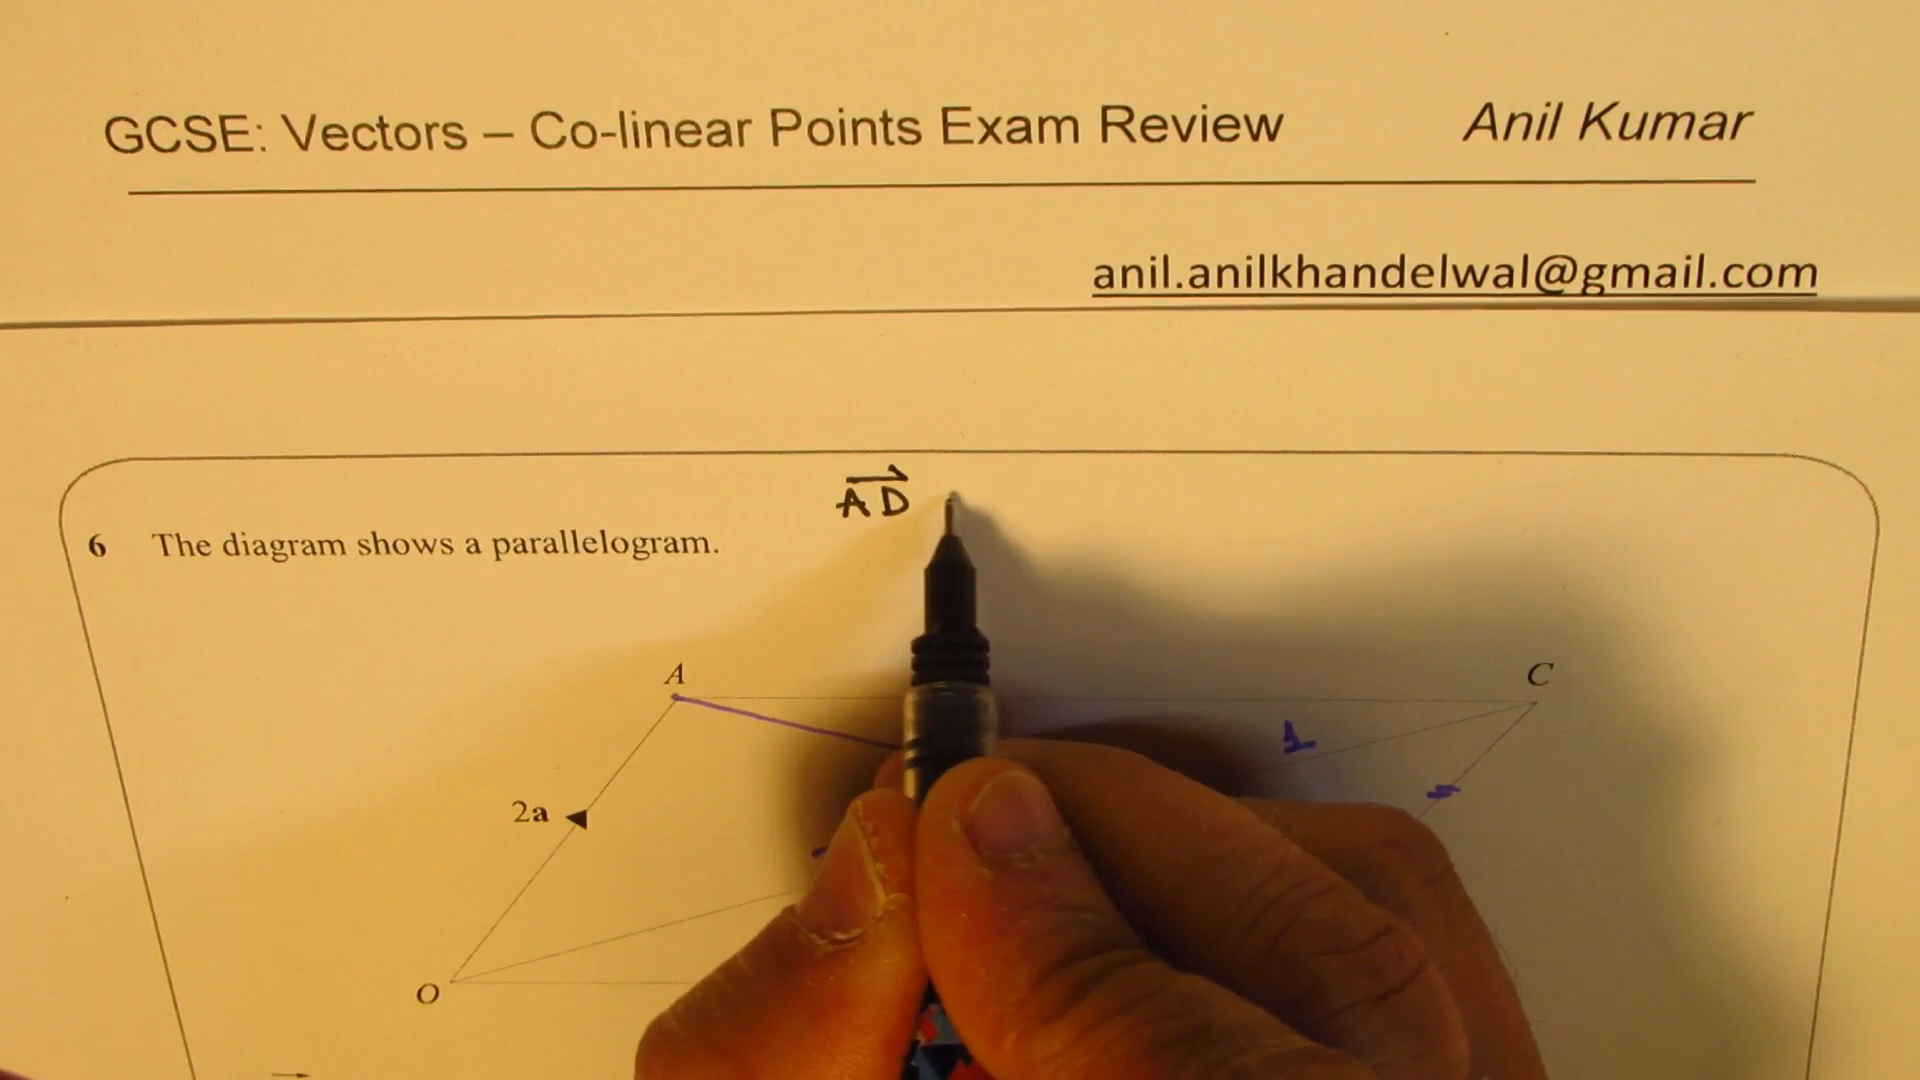 GCSE: Vectors – Co-linear Points Exam Review Anil Kumar
anil.anilkhandelwal@gmail.com
AD
6 The diagram shows a parallelogram.
A
C
1
2a
O